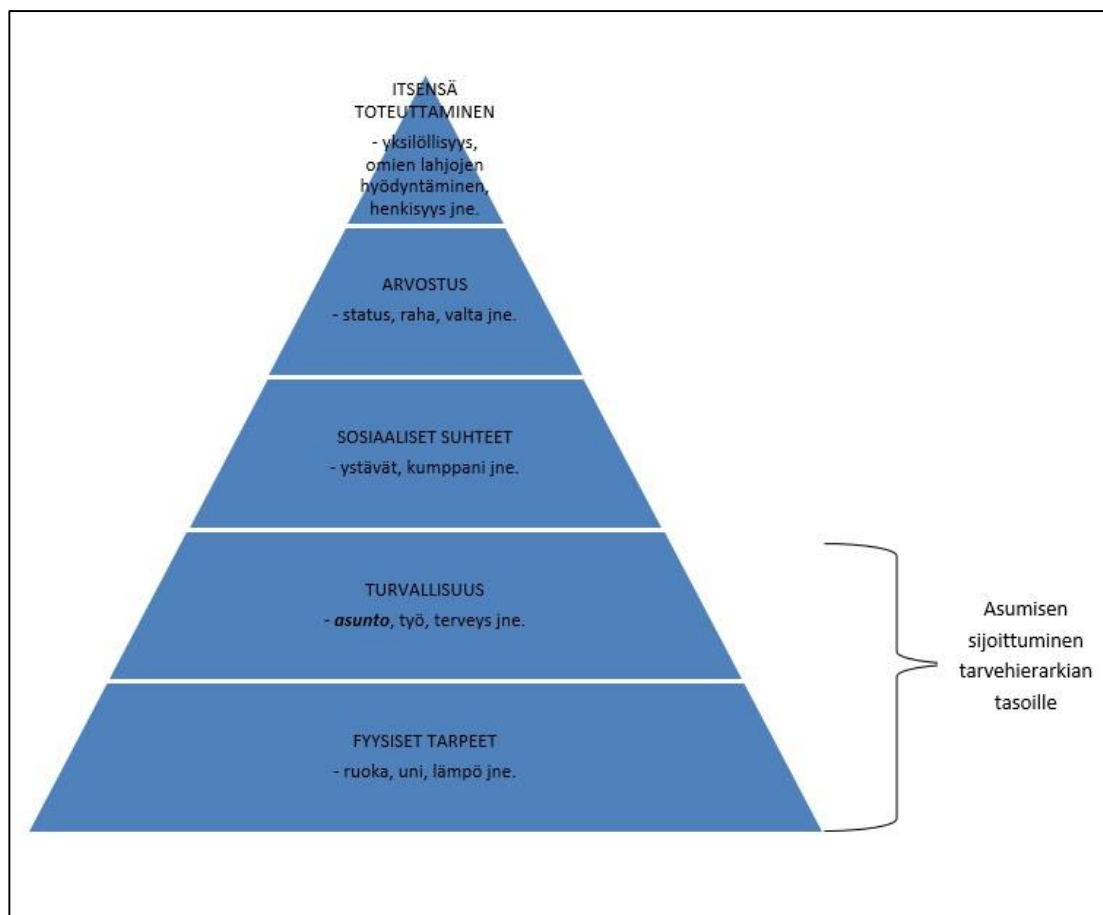 ITSENSÄ
TOTEUTTAMINEN
- yksilöllisyys,
omien lahjojen
hyödyntäminen,
henkisyys jne.
ARVOSTUS
- status, raha, valta jne.
SOSIAALISET SUHTEET
- ystävät, kumppani jne.
TURVALLISUUS
- asunto, työ, terveys jne.
FYYSISET TARPEET
- ruoka, uni, lämpö jne.
Asumisen
sijoittuminen
tarvehierarkian
tasoille